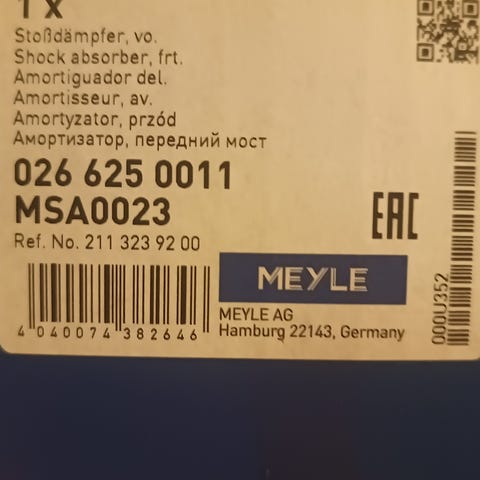 1 x
Stoßdämpfer, vo.
Shock absorber, frt.
Amortiguador del.
Amortisseur, av.
Amortyzator, przód
Амортизатор, передний мост
026 625 0011
MSA0023
EAC
Ref. No. 211 323 92 00
MEYLE
MEYLE AG
Hamburg 22143, Germany
4 040074 382646
000U352